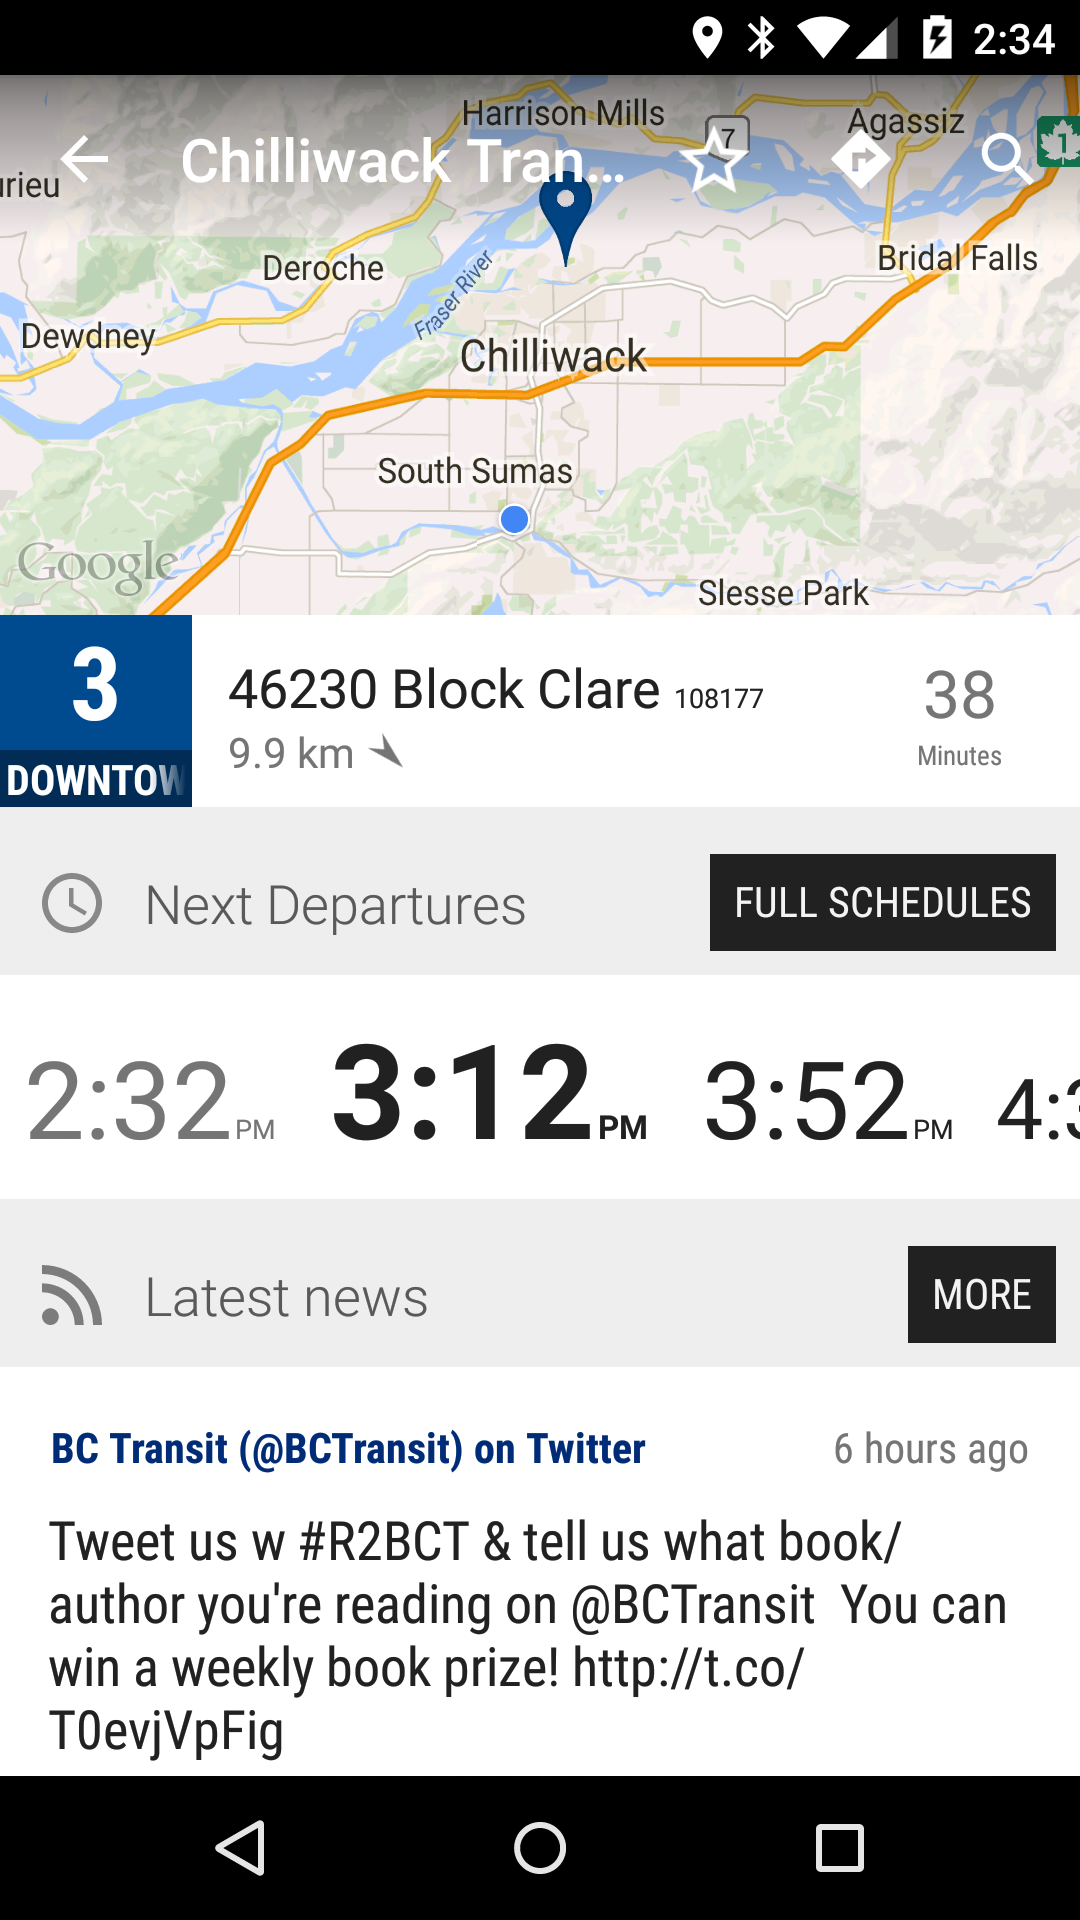 2:34
Harrison Mills
7
Agassiz
1
Chilliwack Tran...
urieu
Deroche
Fraser River
Bridal Falls
Dewdney
Chilliwack
South Sumas
Google
Slesse Park
3
DOWNTOW
46230 Block Clare 108177
9.9 km
38
Minutes
Next Departures
FULL SCHEDULES
2:32 PM 3:12 PM 3:52 PM 4:3
Latest news
MORE
BC Transit (@BCTransit) on Twitter
6 hours ago
Tweet us w #R2BCT & tell us what book/
author you're reading on @BCTransit  You can
win a weekly book prize! http://t.co/
T0evjVpFig